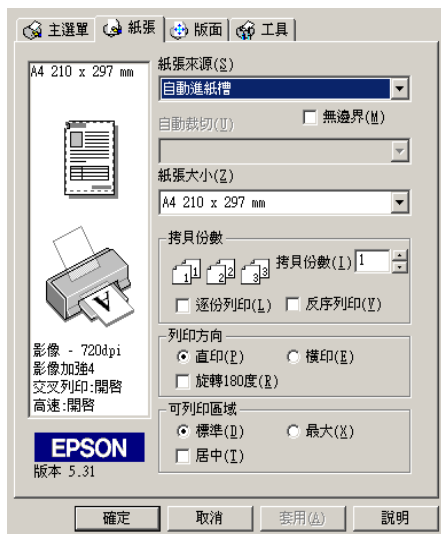 主選單 紙張 版面 工具
A4 210 x 297 mm
影像 - 720dpi
影像加強4
交叉列印:開啓
高速:開啓
EPSON
版本 5.31
紙張來源(S)
自動進紙槽
自動裁切(U)
無邊界(M)
紙張大小(Z)
A4 210 x 297 mm
拷貝份數
1 1 2 2 3 3
拷貝份數(I) 1
逐份列印(L) 反序列印(V)
列印方向
直印(P) 橫印(E)
旋轉180度(R)
可列印區域
標準(D) 最大(X)
居中(T)
確定 取消 套用(A) 說明